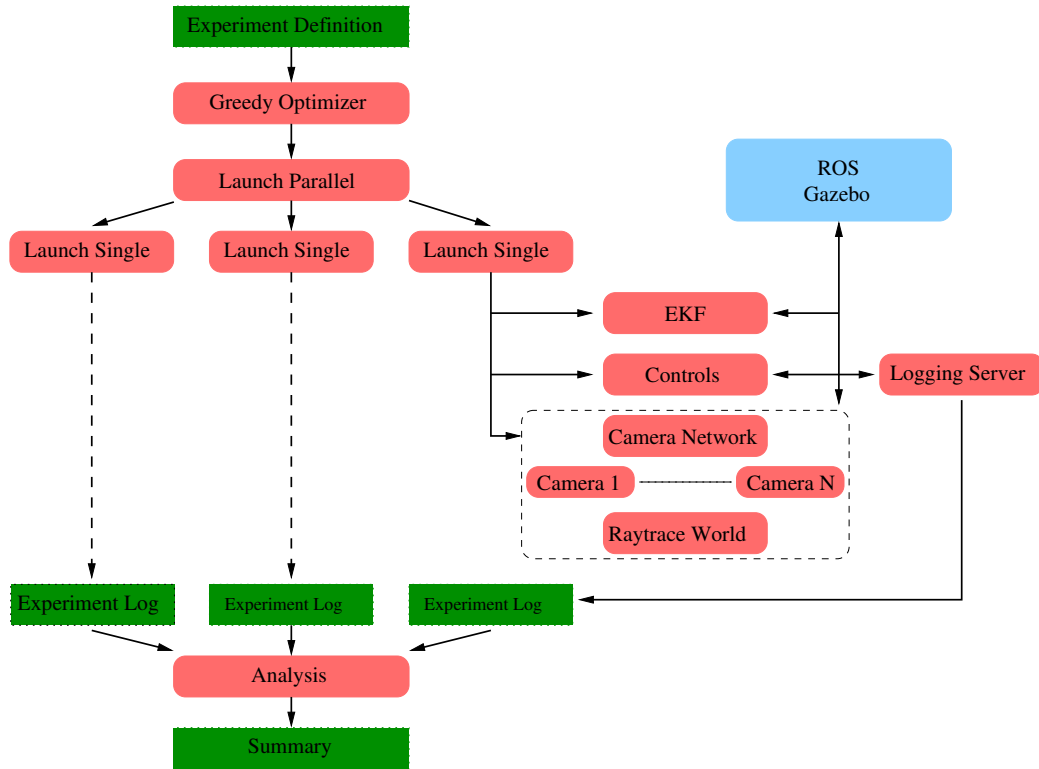 Experiment Definition
Greedy Optimizer
Launch Parallel
ROS
Gazebo
Launch Single
Launch Single
Launch Single
EKF
Controls
Logging Server
Camera Network
Camera 1
Camera N
Raytrace World
Experiment Log
Experiment Log
Experiment Log
Analysis
Summary